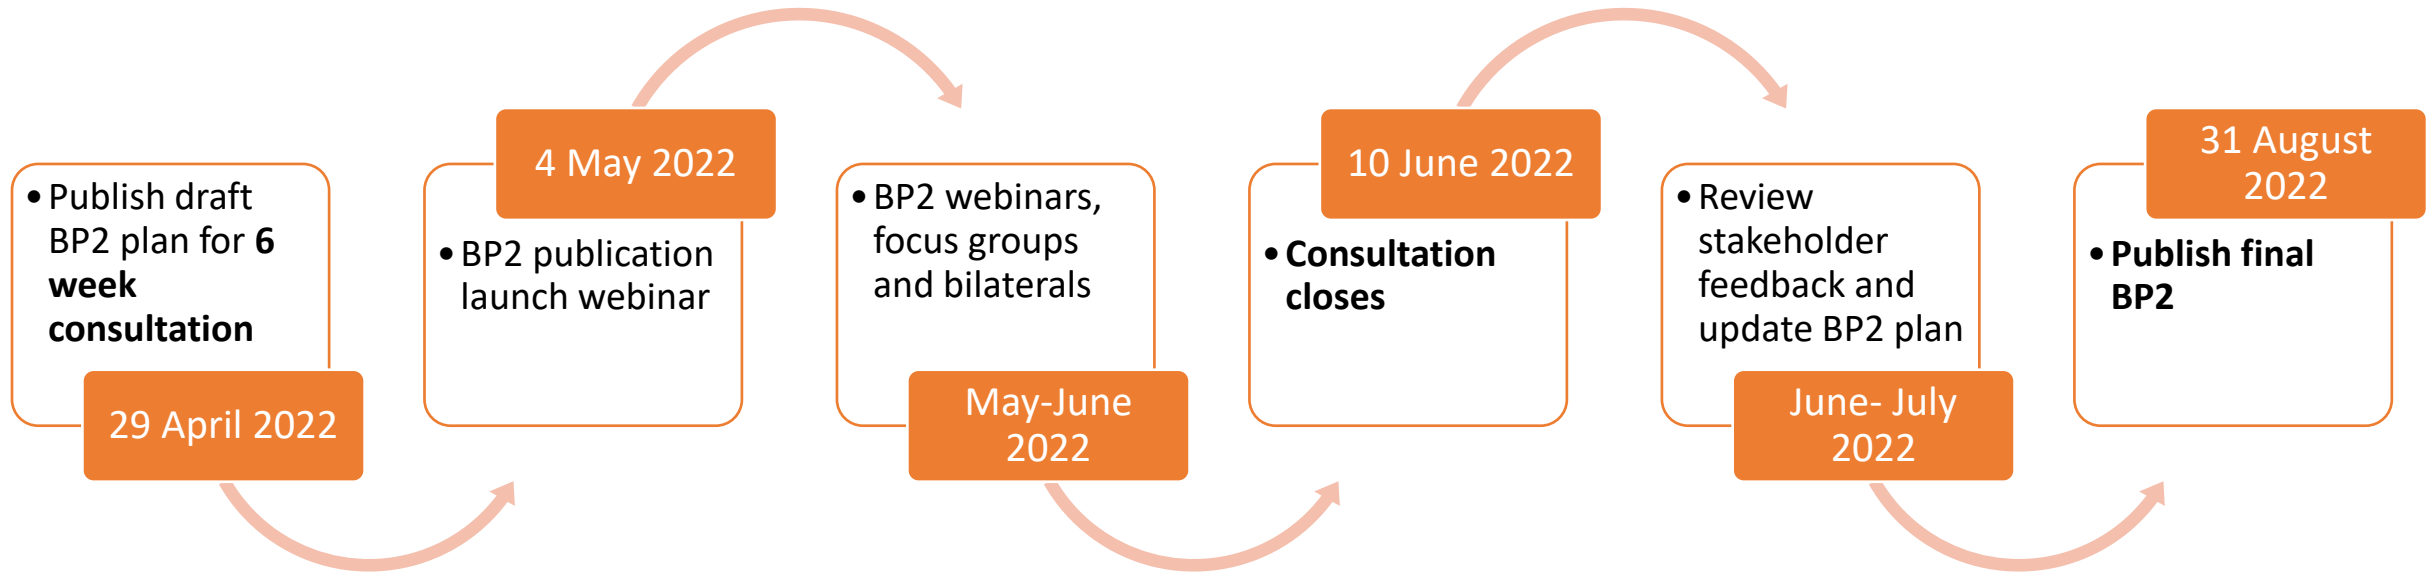 • Publish draft
BP2 plan for 6
week
consultation
29 April 2022
4 May 2022
• BP2 publication
launch webinar
• BP2 webinars,
focus groups
and bilaterals
May-June
2022
10 June 2022
• Consultation
closes
• Review
stakeholder
feedback and
update BP2 plan
June- July
2022
31 August
2022
• Publish final
BP2